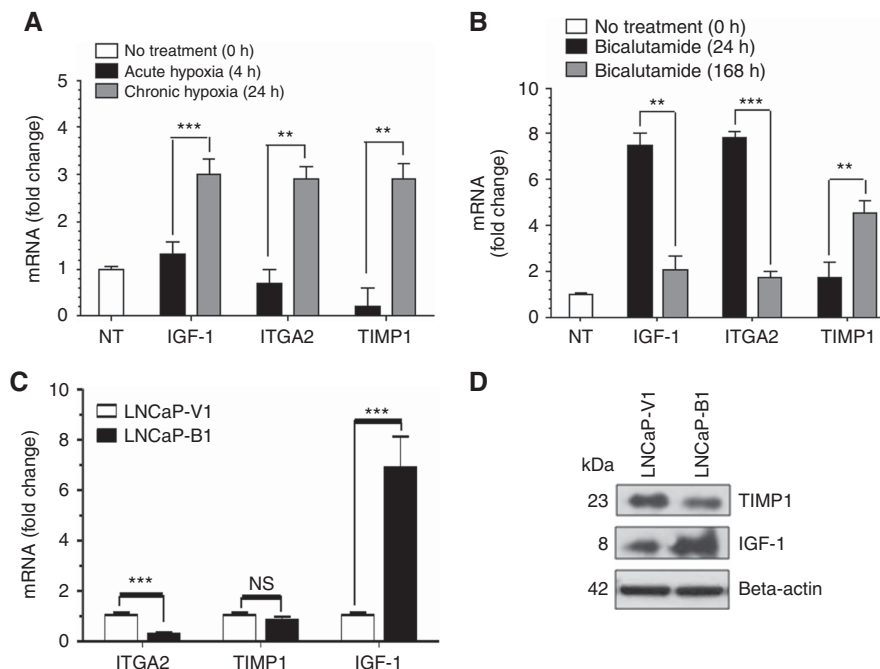 A
No treatment (0 h)
Acute hypoxia (4 h)
Chronic hypoxia (24 h)
mRNA (fold change)
5
4
3
2
1
0
***
**
**
NT
IGF-1
ITGA2
TIMP1
B
No treatment (0 h)
Bicalutamide (24 h)
Bicalutamide (168 h)
mRNA
(fold change)
10
8
6
4
2
0
**
***
**
NT
IGF-1
ITGA2
TIMP1
C
LNCaP-V1
LNCaP-B1
mRNA (fold change)
10
8
6
4
2
0
***
NS
***
ITGA2
TIMP1
IGF-1
D
LNCaP-V1
LNCaP-B1
kDa
23
TIMP1
8
IGF-1
42
Beta-actin